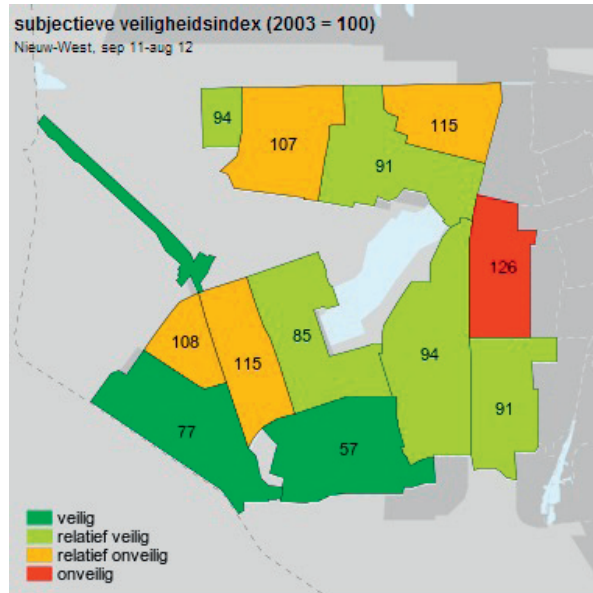 subjectieve veiligheidsindex (2003 = 100)
Nieuw-West, sep 11-aug 12
94
107
115
91
126
85
108
115
94
91
77
57
veilig
relatief veilig
relatief onveilig
onveilig